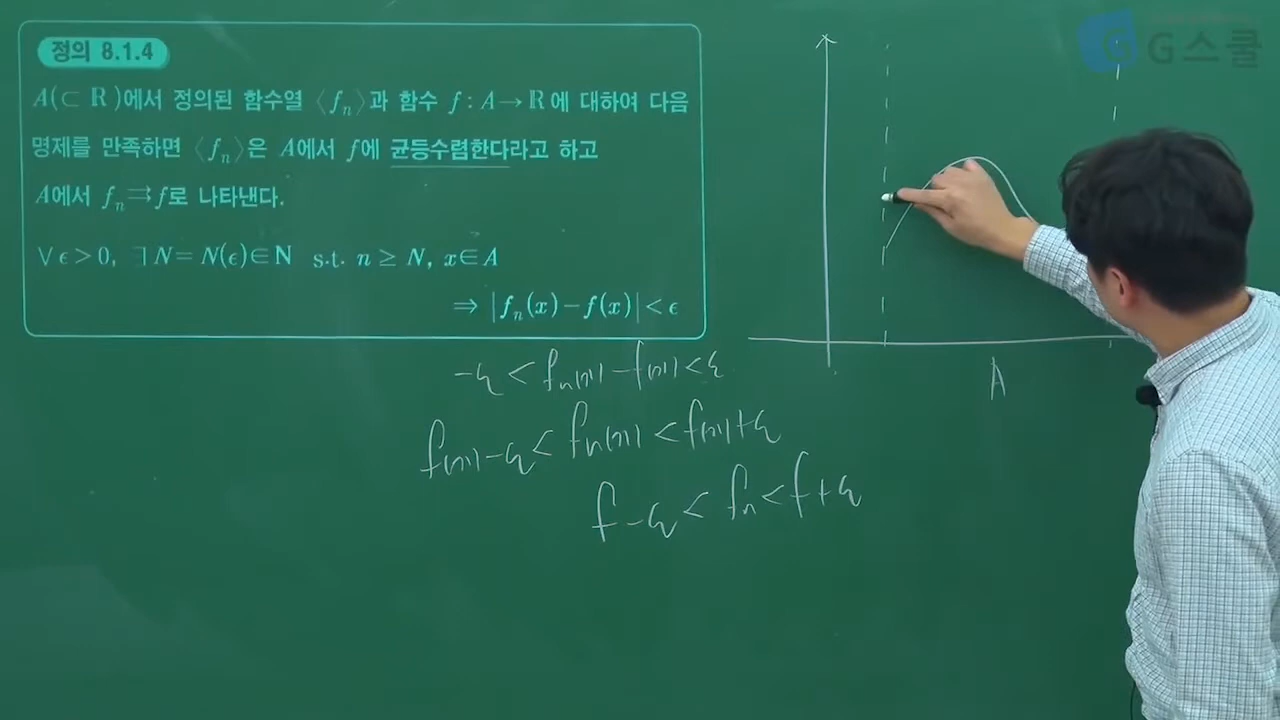 정의 8.1.4
A(⊂ ℝ)에서 정의된 함수열 ⟨fₙ⟩과 함수 f : A→ℝ에 대하여 다음
명제를 만족하면 ⟨fₙ⟩은 A에서 f에 균등수렴한다라고 하고
A에서 fₙ⇉f로 나타낸다.
∀ϵ>0, ∃N=N(ϵ)∈N s.t. n ≥ N, x∈A
⇒ |fₙ(x)−f(x)|<ϵ
-ε < fₙ(x) - f(x) < ε
f(x) - ε < fₙ(x) < f(x) + ε
f - ε < fₙ < f + ε
A
G스쿨